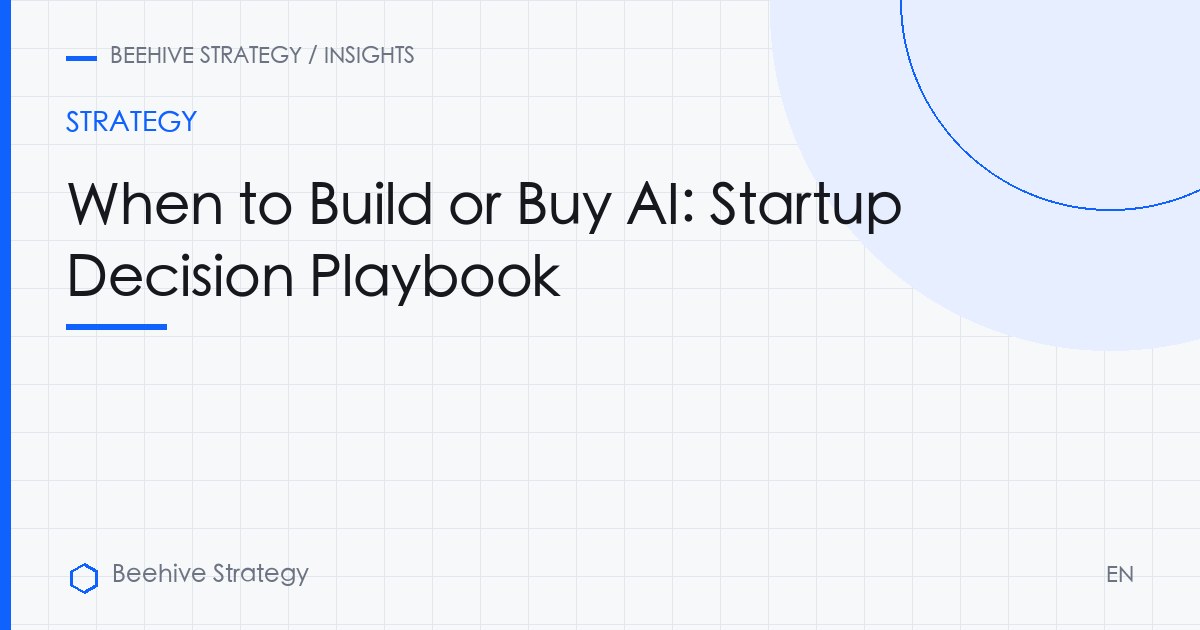 BEEHIVE STRATEGY / INSIGHTS
STRATEGY
When to Build or Buy AI: Startup
Decision Playbook
Beehive Strategy
EN